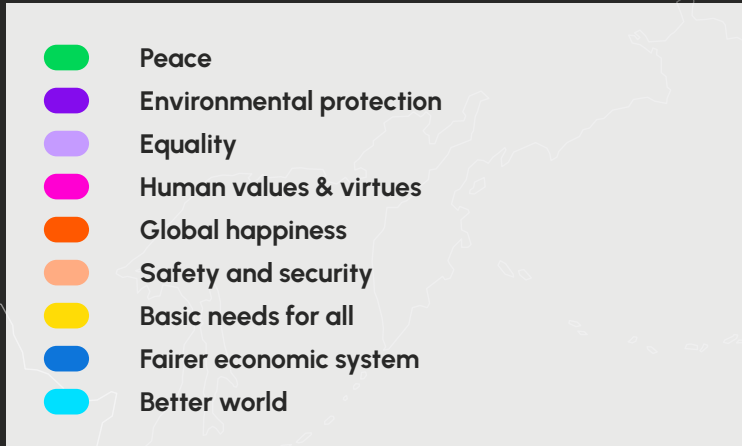 Peace
Environmental protection
Equality
Human values & virtues
Global happiness
Safety and security
Basic needs for all
Fairer economic system
Better world